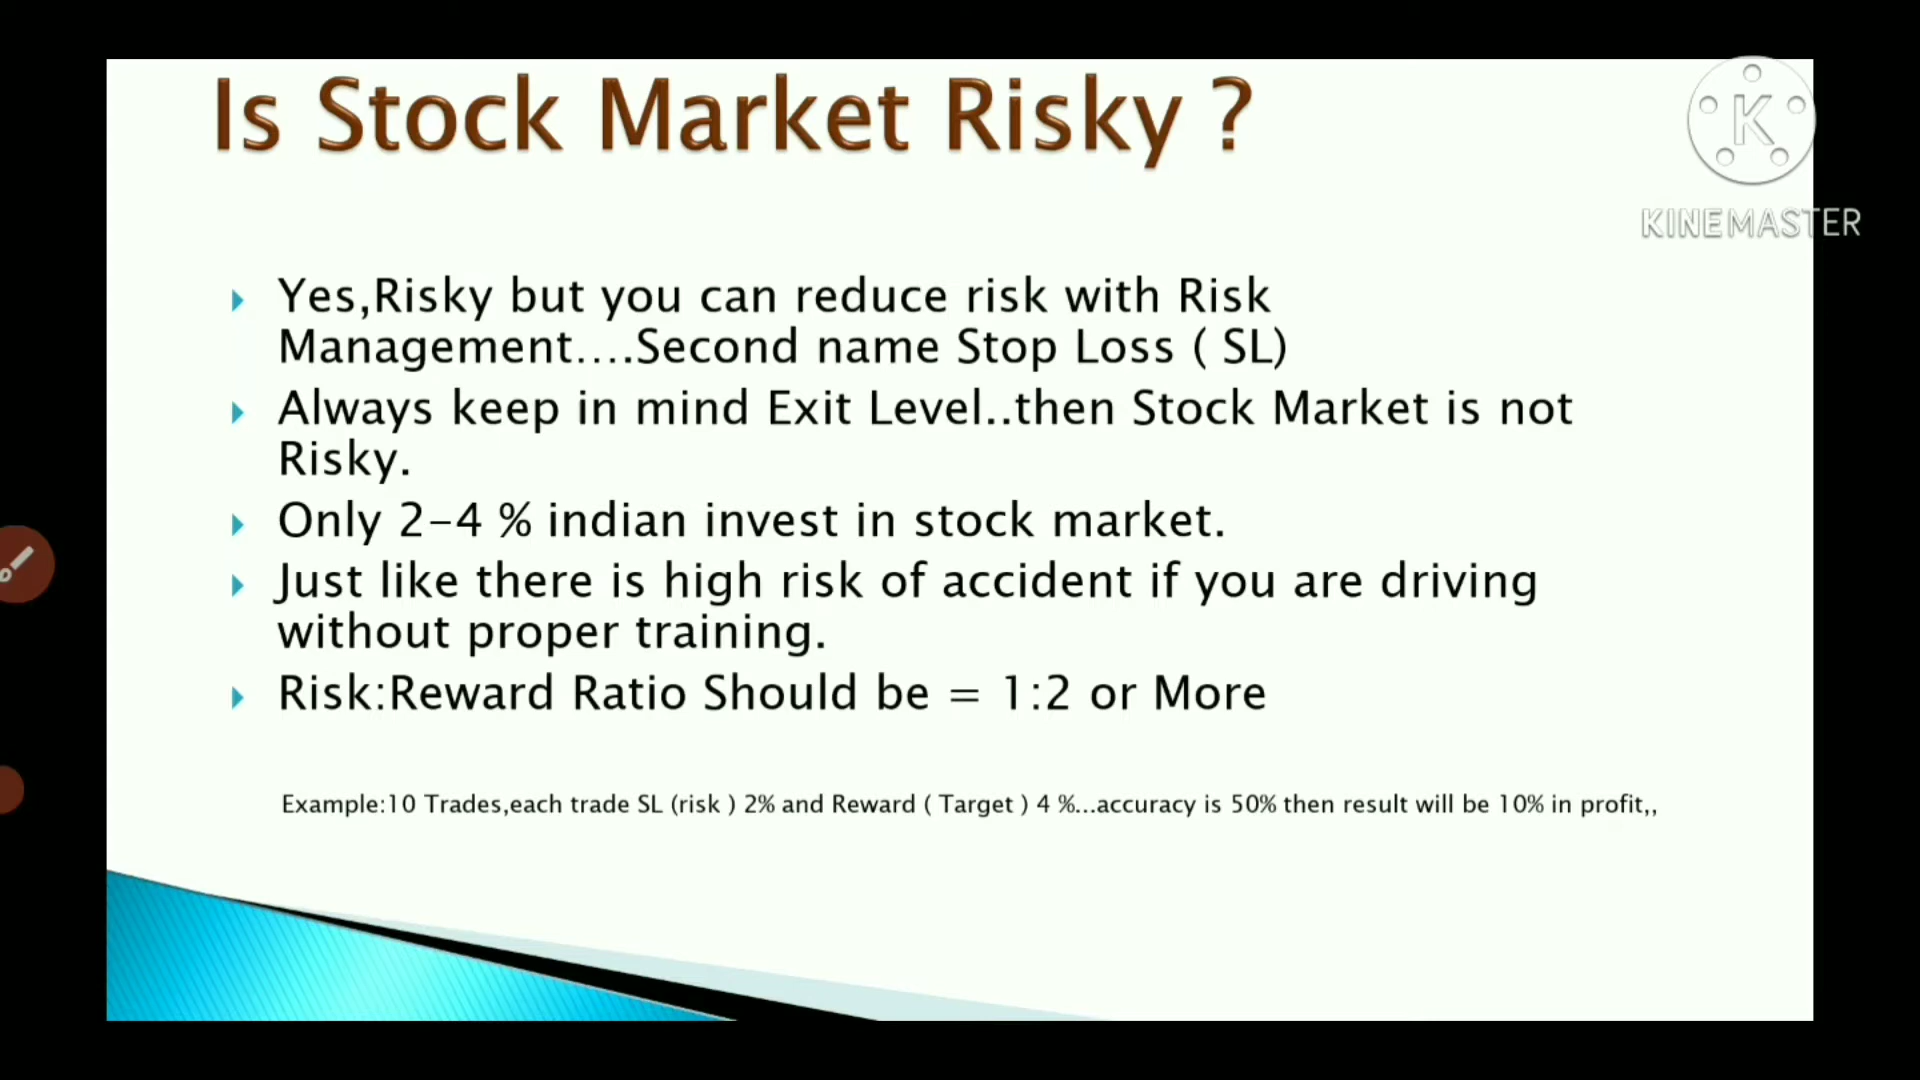 Is Stock Market Risky ?
K
KINEMASTER
Yes,Risky but you can reduce risk with Risk
Management....Second name Stop Loss ( SL)
Always keep in mind Exit Level..then Stock Market is not
Risky.
Only 2-4 % indian invest in stock market.
Just like there is high risk of accident if you are driving
without proper training.
Risk:Reward Ratio Should be = 1:2 or More
Example:10 Trades,each trade SL (risk ) 2% and Reward ( Target ) 4 %...accuracy is 50% then result will be 10% in profit,,